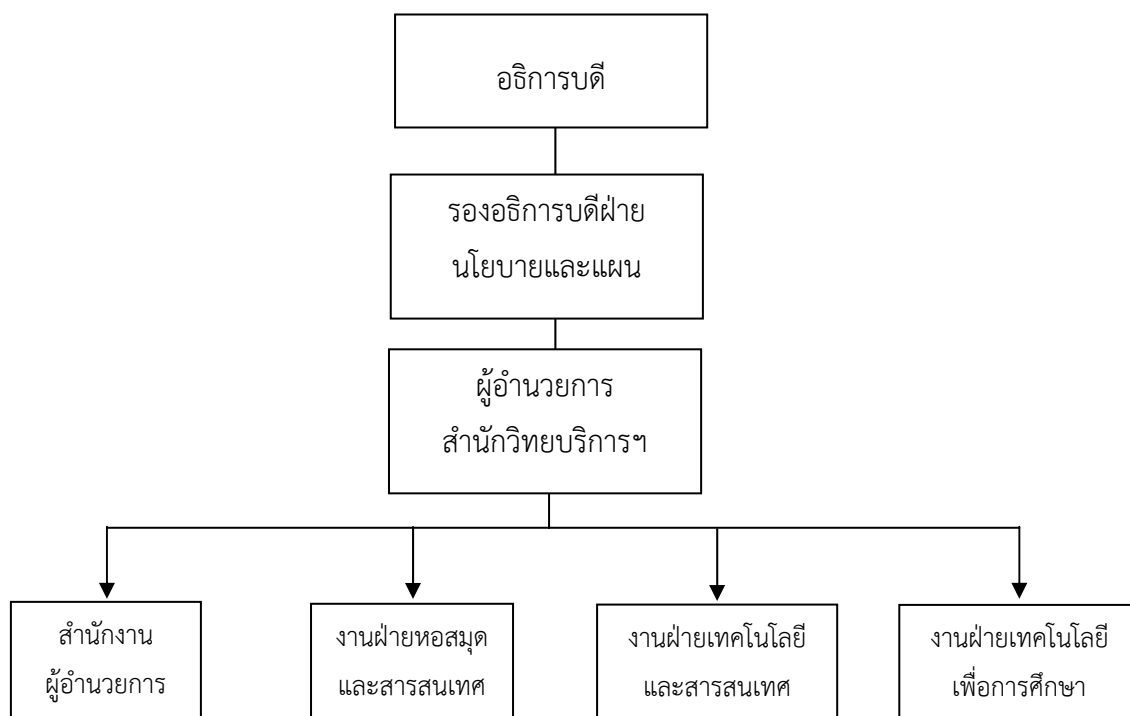 อธิการบดี
รองอธิการบดีฝ่าย
นโยบายและแผน
ผู้อำนวยการ
สำนักวิทยบริการฯ
สำนักงาน
ผู้อำนวยการ
งานฝ่ายหอสมุด
และสารสนเทศ
งานฝ่ายเทคโนโลยี
และสารสนเทศ
งานฝ่ายเทคโนโลยี
เพื่อการศึกษา